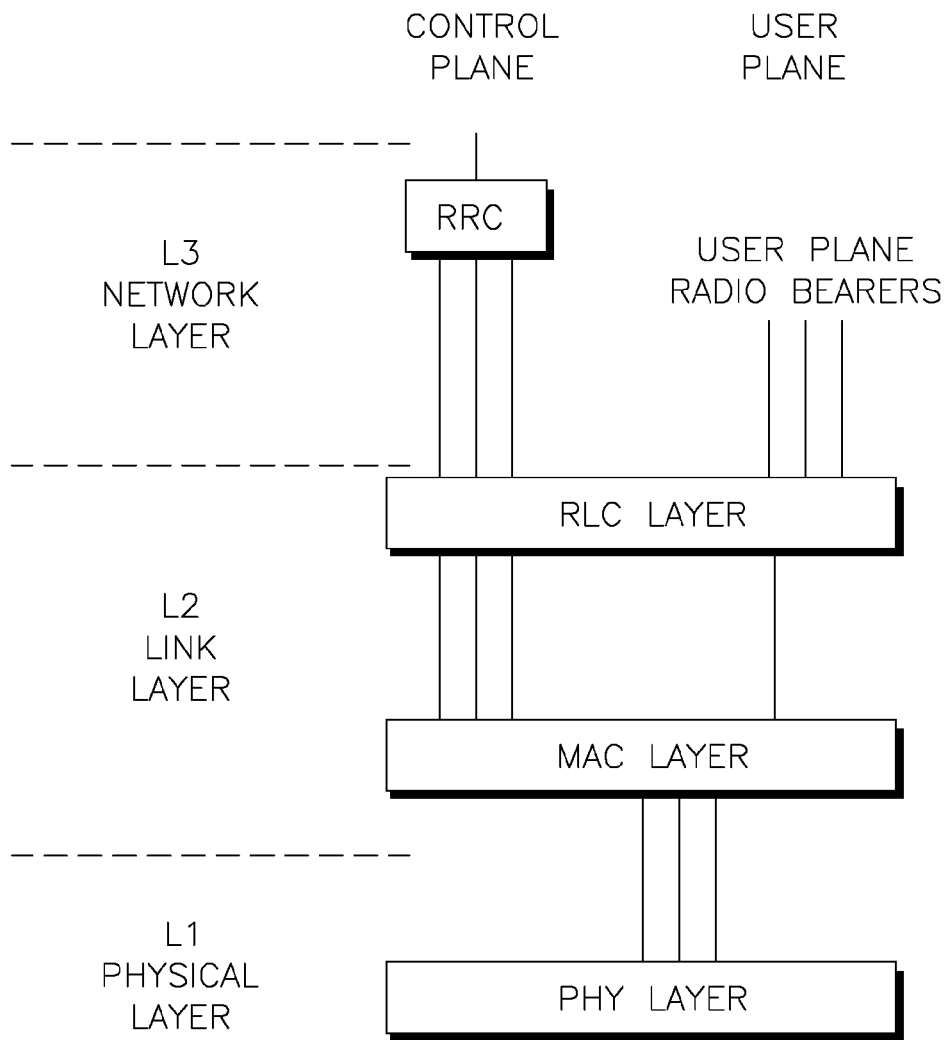 CONTROL
PLANE
USER
PLANE
RRC
L3
NETWORK
LAYER
USER PLANE
RADIO BEARERS
RLC LAYER
L2
LINK
LAYER
MAC LAYER
L1
PHYSICAL
LAYER
PHY LAYER